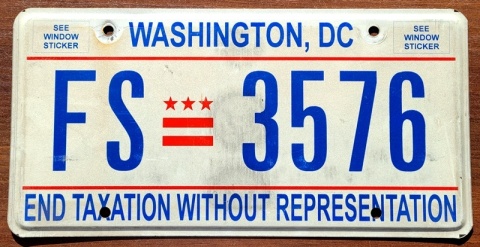 SEE
WINDOW
STICKER
WASHINGTON, DC
SEE
WINDOW
STICKER
FS 3576
END TAXATION WITHOUT REPRESENTATION